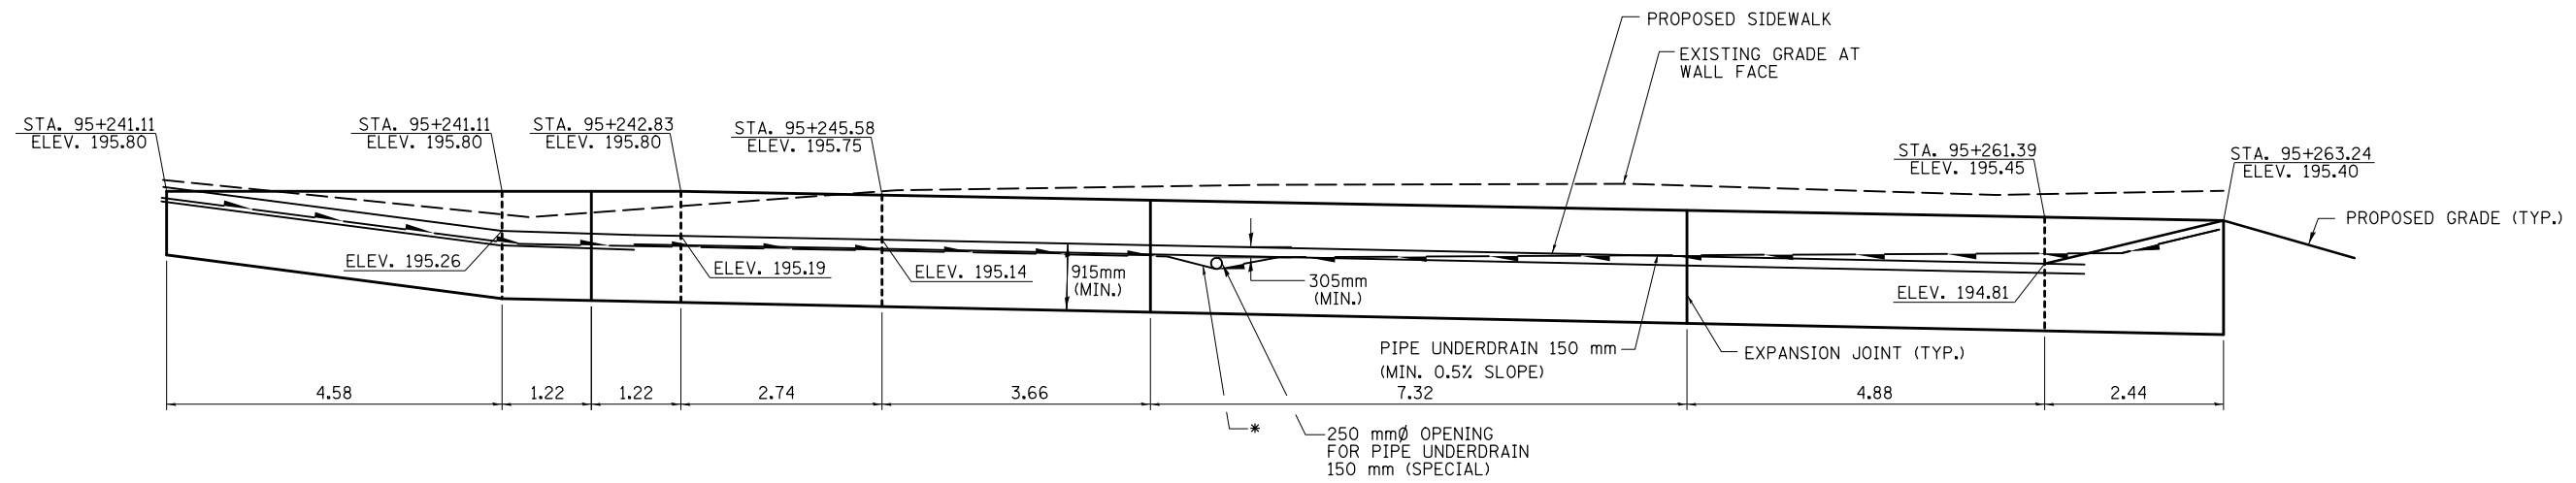 PROPOSED SIDEWALK
EXISTING GRADE AT
WALL FACE
STA. 95+241.11
ELEV. 195.80
STA. 95+241.11
ELEV. 195.80
STA. 95+242.83
ELEV. 195.80
STA. 95+245.58
ELEV. 195.75
STA. 95+261.39
ELEV. 195.45
STA. 95+263.24
ELEV. 195.40
PROPOSED GRADE (TYP.)
ELEV. 195.26
ELEV. 195.19
ELEV. 195.14
915mm
(MIN.)
305mm
(MIN.)
ELEV. 194.81
PIPE UNDERDRAIN 150 mm
(MIN. 0.5% SLOPE)
EXPANSION JOINT (TYP.)
4.58
1.22
1.22
2.74
3.66
7.32
4.88
2.44
*
250 mmØ OPENING
FOR PIPE UNDERDRAIN
150 mm (SPECIAL)